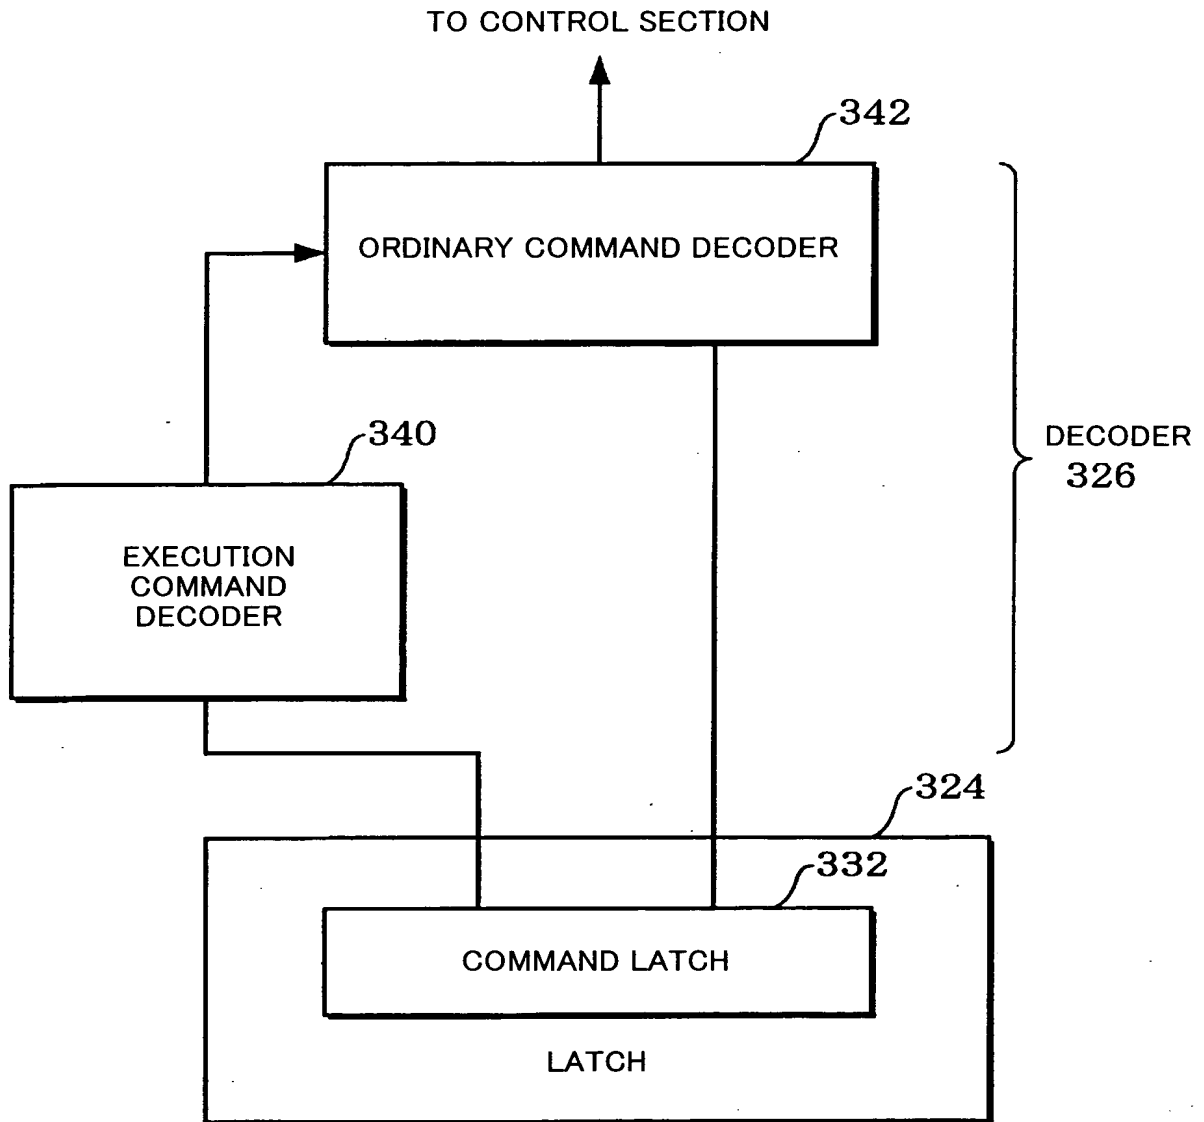 TO CONTROL SECTION
342
ORDINARY COMMAND DECODER
340
DECODER
326
EXECUTION
COMMAND
DECODER
324
332
COMMAND LATCH
LATCH